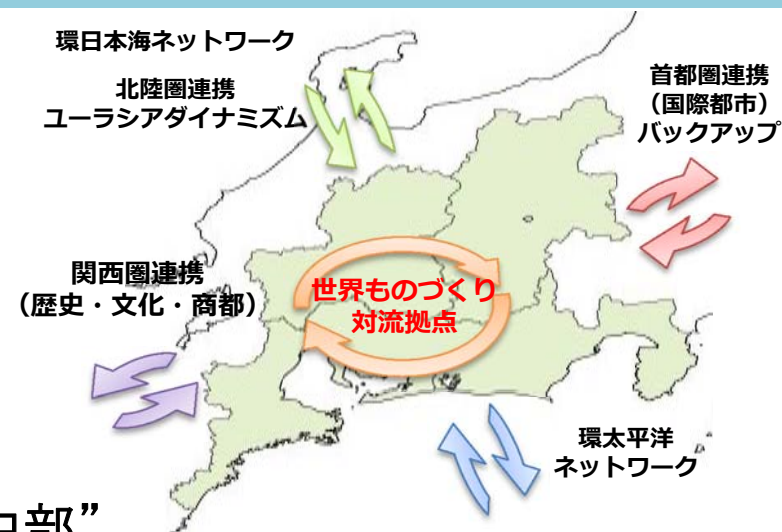 環日本海ネットワーク
北陸圏連携
ユーラシアダイナミズム
首都圏連携
（国際都市）
バックアップ
関西圏連携
（歴史・文化・商都）
世界ものづくり
対流拠点
環太平洋
ネットワーク
部”